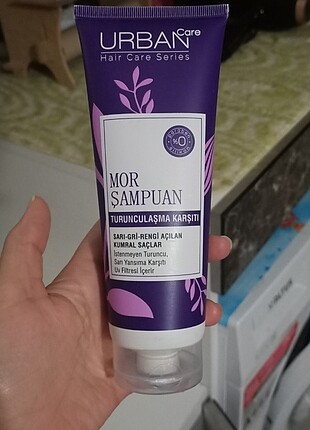 URBAN Care
Hair Care Series
%0
MOR
ŞAMPUAN
TURUNCULAŞMA KARŞITI
SARI-GRİ-RENGİ AÇILAN
KUMRAL SAÇLAR
İstenmeyen Turuncu,
Sarı Yansıma Karşıtı
Uv Filtresi İçerir